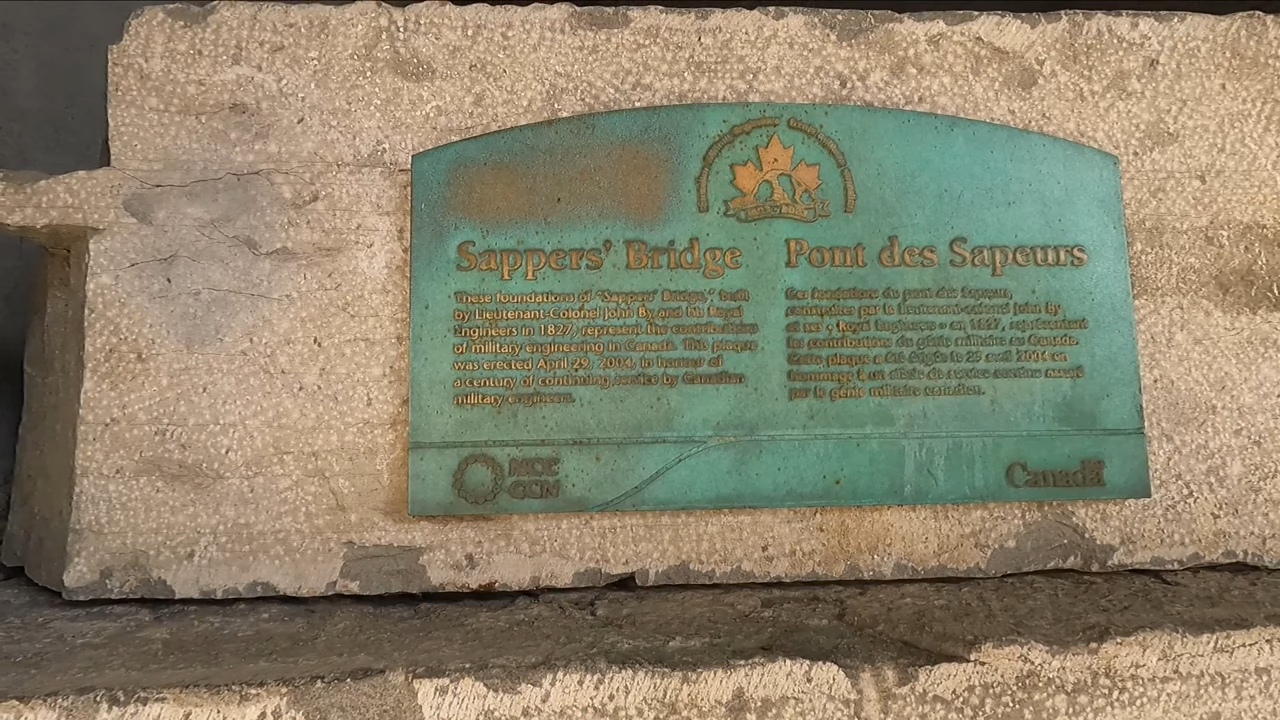 Sappers' Bridge
These foundations of "Sappers' Bridge," built
by Lieutenant-Colonel John By and his Royal
Engineers in 1827, represent the contributions
of military engineering in Canada. This plaque
was erected April 29, 2004, in honour of
a century of continuing service by Canadian
military engineers.
Pont des Sapeurs
Ces fondations du pont des Sapeurs,
construites par le lieutenant-colonel John By
et ses « Royal Engineers » en 1827, représentent
les contributions du génie militaire au Canada.
Cette plaque a été érigée le 29 avril 2004 en
hommage à un siècle de service continu assuré
par le génie militaire canadien.
NCC
CCN
Canada